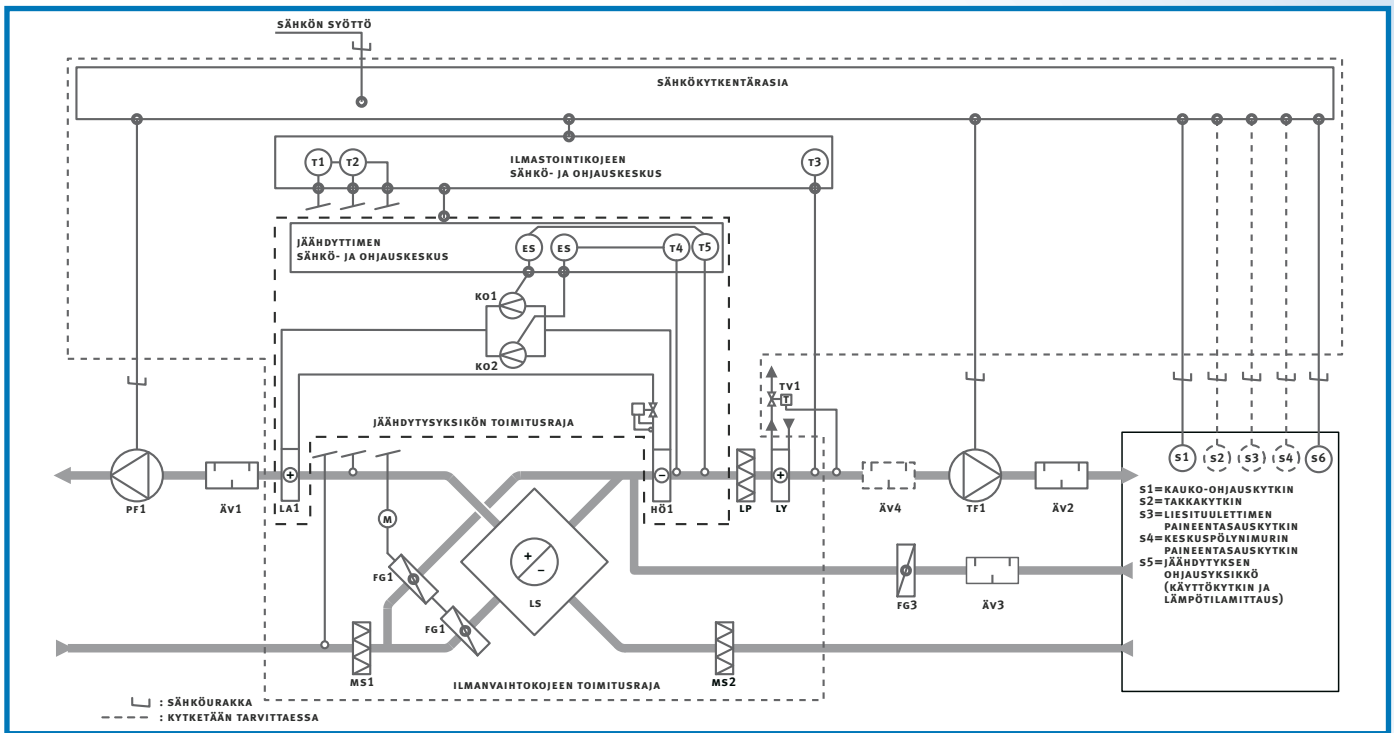 SÄHKÖN SYÖTTÖ
SÄHKÖKYTKENTÄRASIA
T1
T2
ILMASTOINTIKOJEEN
SÄHKÖ- JA OHJAUSKESKUS
T3
JÄÄHDYTTIMEN
SÄHKÖ- JA OHJAUSKESKUS
ES
ES
T4
T5
KO1
KO2
TV1
T
JÄÄHDYTYSYKSIKÖN TOIMITUSRAJA
PF1
ÄV1
+
LA1
M
−
HÖ1
LP
+
LY
ÄV4
TF1
ÄV2
S1
S2
S3
S4
S6
S1=KAUKO-OHJAUSKYTKIN
S2=TAKKAKYTKIN
S3=LIESITUULETTIMEN
PAINEENTASAUSKYTKIN
S4=KESKUSPÖLYNIMURIN
PAINEENTASAUSKYTKIN
S5=JÄÄHDYTYKSEN
OHJAUSYKSIKKÖ
(KÄYTTÖKYTKIN JA
LÄMPÖTILAMITTAUS)
FG1
FG1
+
−
LS
FG3
ÄV3
MS1
MS2
ILMANVAIHTOKOJEEN TOIMITUSRAJA
: SÄHKÖURAKKA
: KYTKETÄÄN TARVITTAESSA